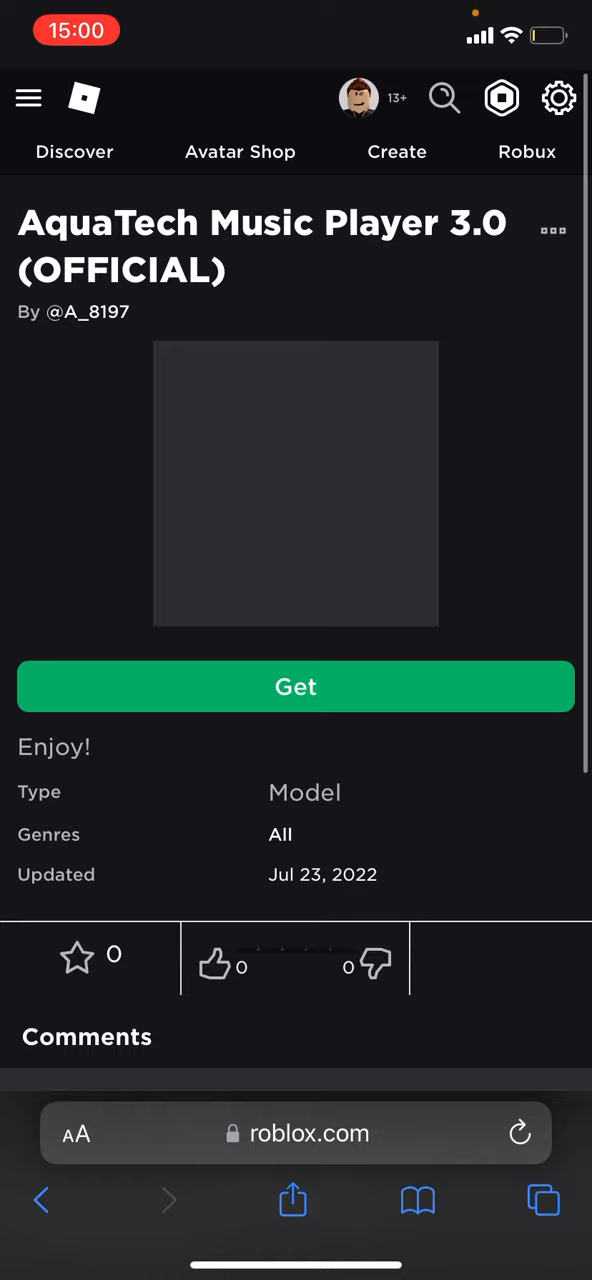 15:00
13+
Discover Avatar Shop Create Robux
AquaTech Music Player 3.0
(OFFICIAL)
By @A_8197
Get
Enjoy!
Type Model
Genres All
Updated Jul 23, 2022
0 0 0
Comments
AA roblox.com